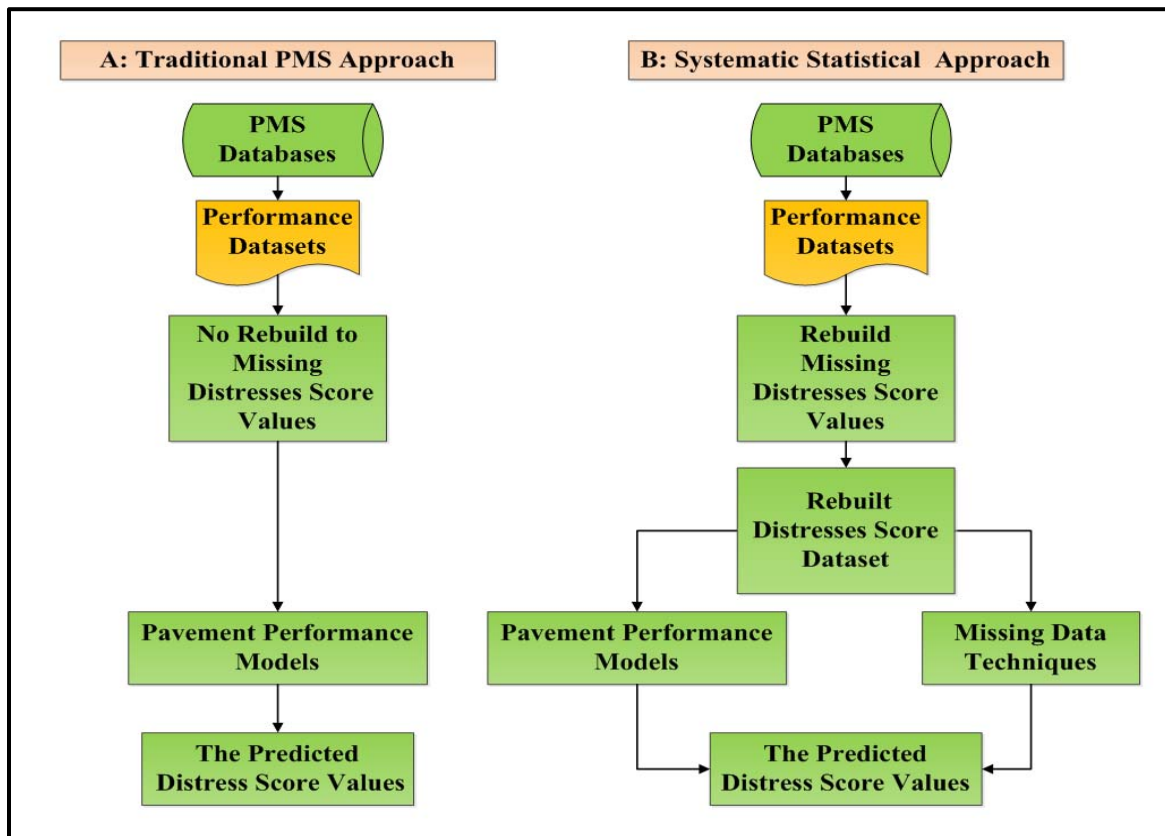 A: Traditional PMS Approach
PMS
Databases
Performance
Datasets
No Rebuild to
Missing
Distresses Score
Values
Pavement Performance
Models
The Predicted
Distress Score Values
B: Systematic Statistical Approach
PMS
Databases
Performance
Datasets
Rebuild
Missing
Distresses Score
Values
Rebuilt
Distresses Score
Dataset
Pavement Performance
Models
Missing Data
Techniques
The Predicted
Distress Score Values